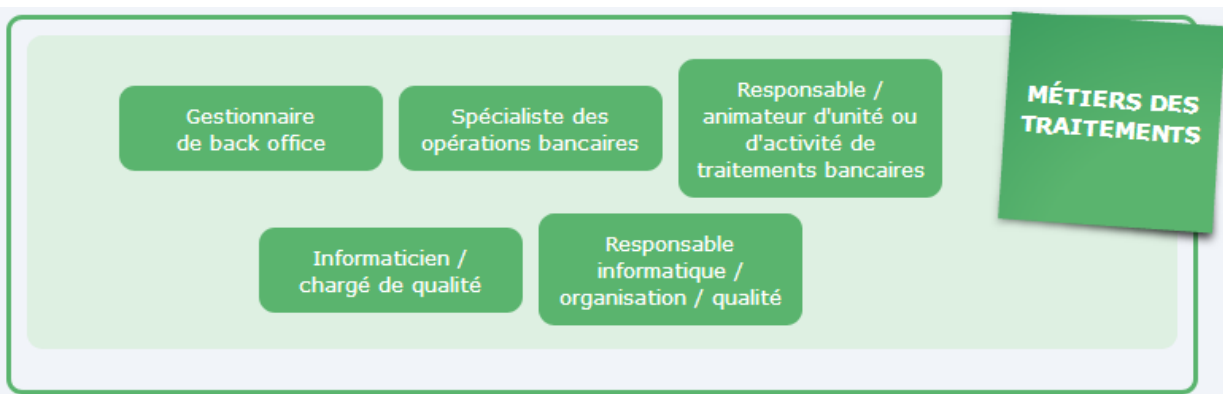 Gestionnaire
de back office
Spécialiste des
opérations bancaires
Responsable /
animateur d'unité ou
d'activité de
traitements bancaires
MÉTIERS DES
TRAITEMENTS
Informaticien /
chargé de qualité
Responsable
informatique /
organisation / qualité